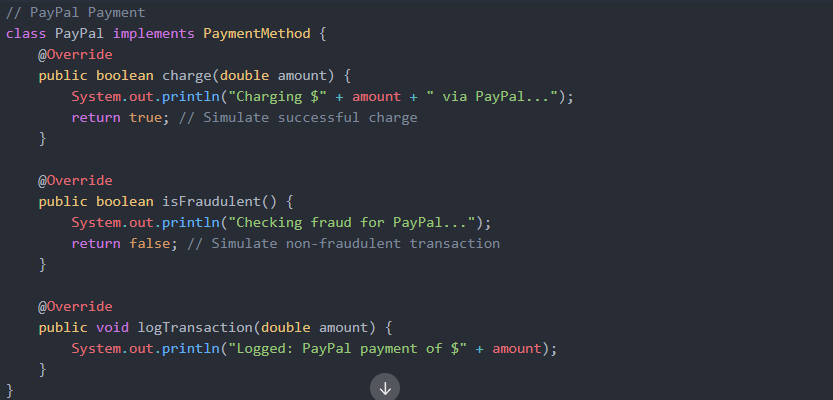 // PayPal Payment
class PayPal implements PaymentMethod {
    @Override
    public boolean charge(double amount) {
        System.out.println("Charging $" + amount + " via PayPal...");
        return true; // Simulate successful charge
    }

    @Override
    public boolean isFraudulent() {
        System.out.println("Checking fraud for PayPal...");
        return false; // Simulate non-fraudulent transaction
    }

    @Override
    public void logTransaction(double amount) {
        System.out.println("Logged: PayPal payment of $" + amount);
    }
}